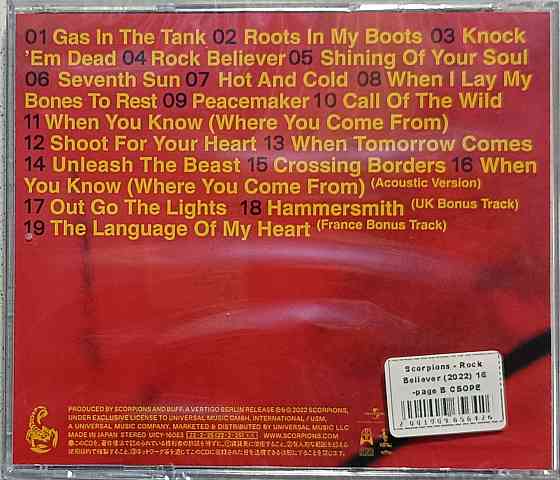 01 Gas In The Tank 02 Roots In My Boots 03 Knock
'Em Dead 04 Rock Believer 05 Shining Of Your Soul
06 Seventh Sun 07 Hot And Cold 08 When I Lay My
Bones To Rest 09 Peacemaker 10 Call Of The Wild
11 When You Know (Where You Come From)
12 Shoot For Your Heart 13 When Tomorrow Comes
14 Unleash The Beast 15 Crossing Borders 16 When
You Know (Where You Come From) (Acoustic Version)
17 Out Go The Lights 18 Hammersmith (UK Bonus Track)
19 The Language Of My Heart (France Bonus Track)
Scorpions - Rock
Believer (2022) 16
-page B СБОРЕ
PRODUCED BY SCORPIONS AND BUFF. A VERTIGO BERLIN RELEASE ℗© 2022 SCORPIONS,
UNDER EXCLUSIVE LICENSE TO UNIVERSAL MUSIC GMBH. INTERNATIONAL / USM,
A UNIVERSAL MUSIC COMPANY. MARKETED & DISTRIBUTED BY UNIVERSAL MUSIC LLC
MADE IN JAPAN STEREO WWW.SCORPIONS.COM